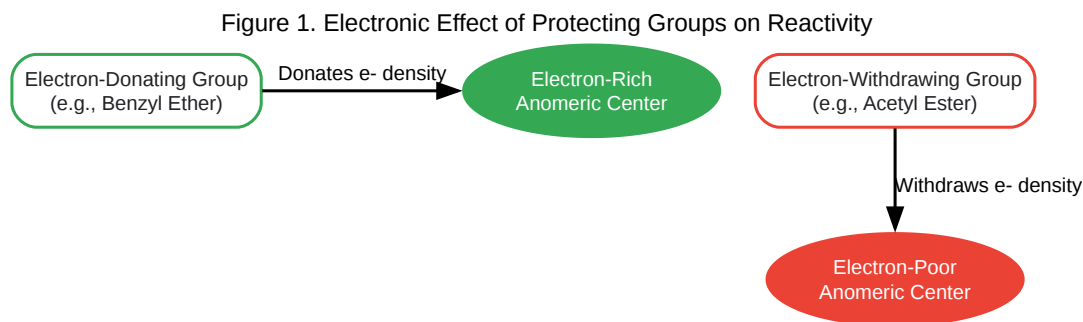 Figure 1. Electronic Effect of Protecting Groups on Reactivity
Electron-Donating Group
(e.g., Benzyl Ether)
Donates e- density
Electron-Rich
Anomeric Center
Electron-Withdrawing Group
(e.g., Acetyl Ester)
Withdraws e- density
Electron-Poor
Anomeric Center